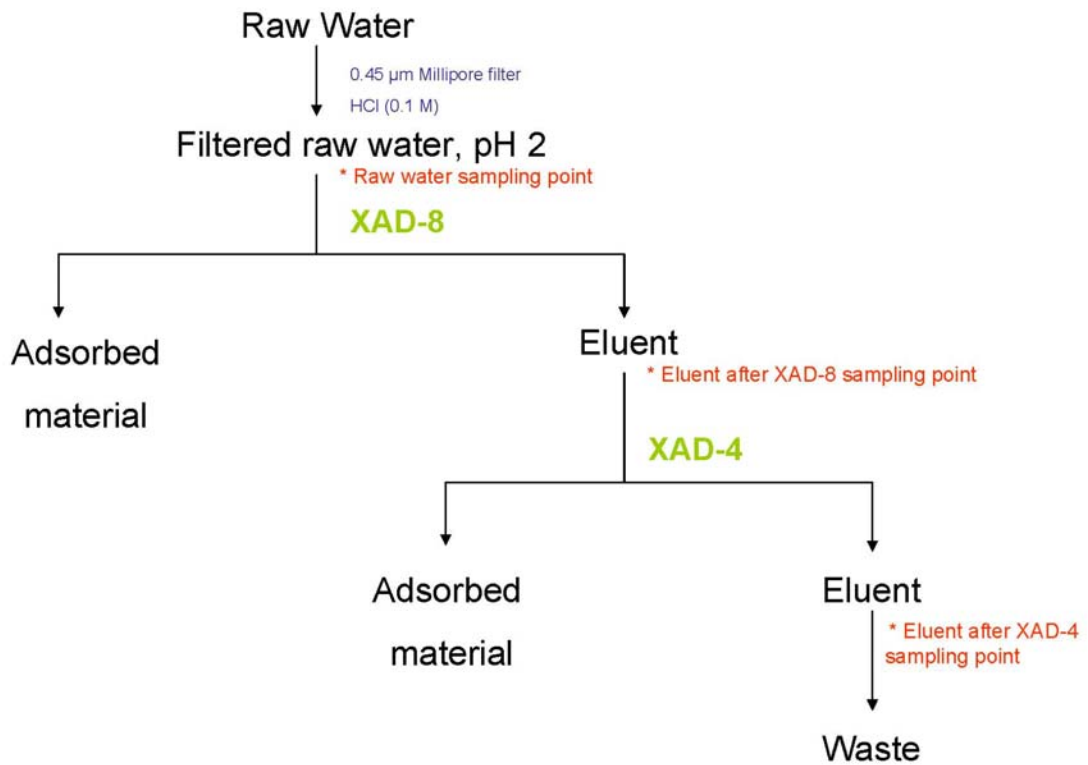 Raw Water
0.45 µm Millipore filter
HCl (0.1 M)
Filtered raw water, pH 2
* Raw water sampling point
XAD-8
Adsorbed
material
Eluent
* Eluent after XAD-8 sampling point
XAD-4
Adsorbed
material
Eluent
* Eluent after XAD-4
sampling point
Waste